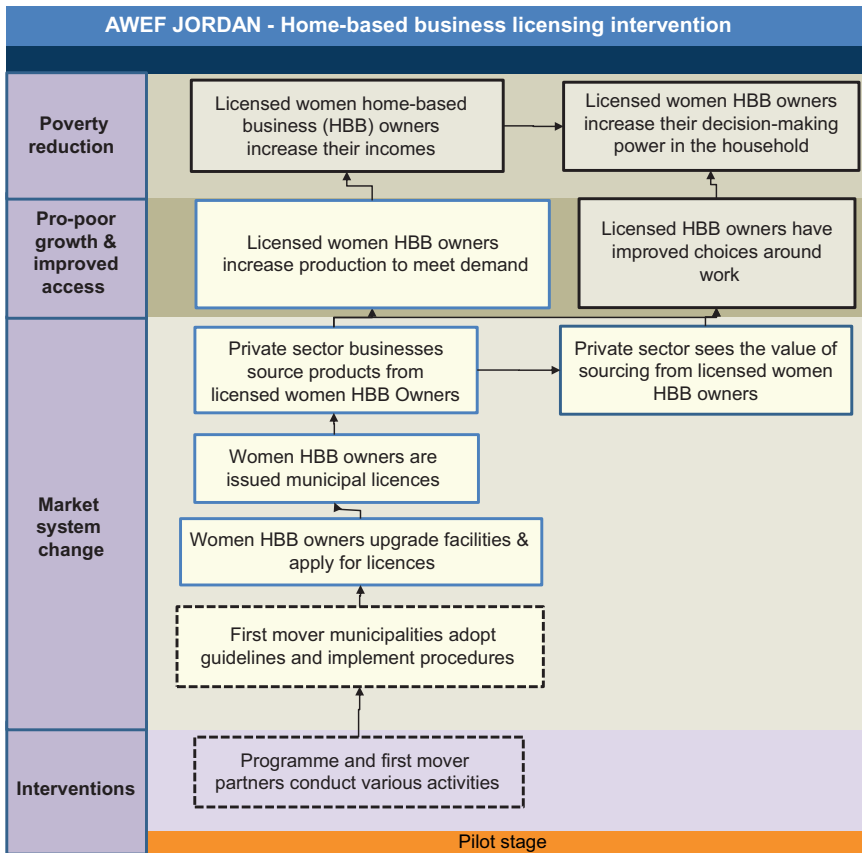 AWEF JORDAN - Home-based business licensing intervention
Poverty
reduction
Licensed women home-based
business (HBB) owners
increase their incomes
Licensed women HBB owners
increase their decision-making
power in the household
Pro-poor
growth &
improved
access
Licensed women HBB owners
increase production to meet demand
Licensed HBB owners have
improved choices around
work
Market
system
change
Private sector businesses
source products from
licensed women HBB Owners
Private sector sees the value of
sourcing from licensed women
HBB owners
Women HBB owners are
issued municipal licences
Women HBB owners upgrade facilities &
apply for licences
First mover municipalities adopt
guidelines and implement procedures
Interventions
Programme and first mover
partners conduct various activities
Pilot stage